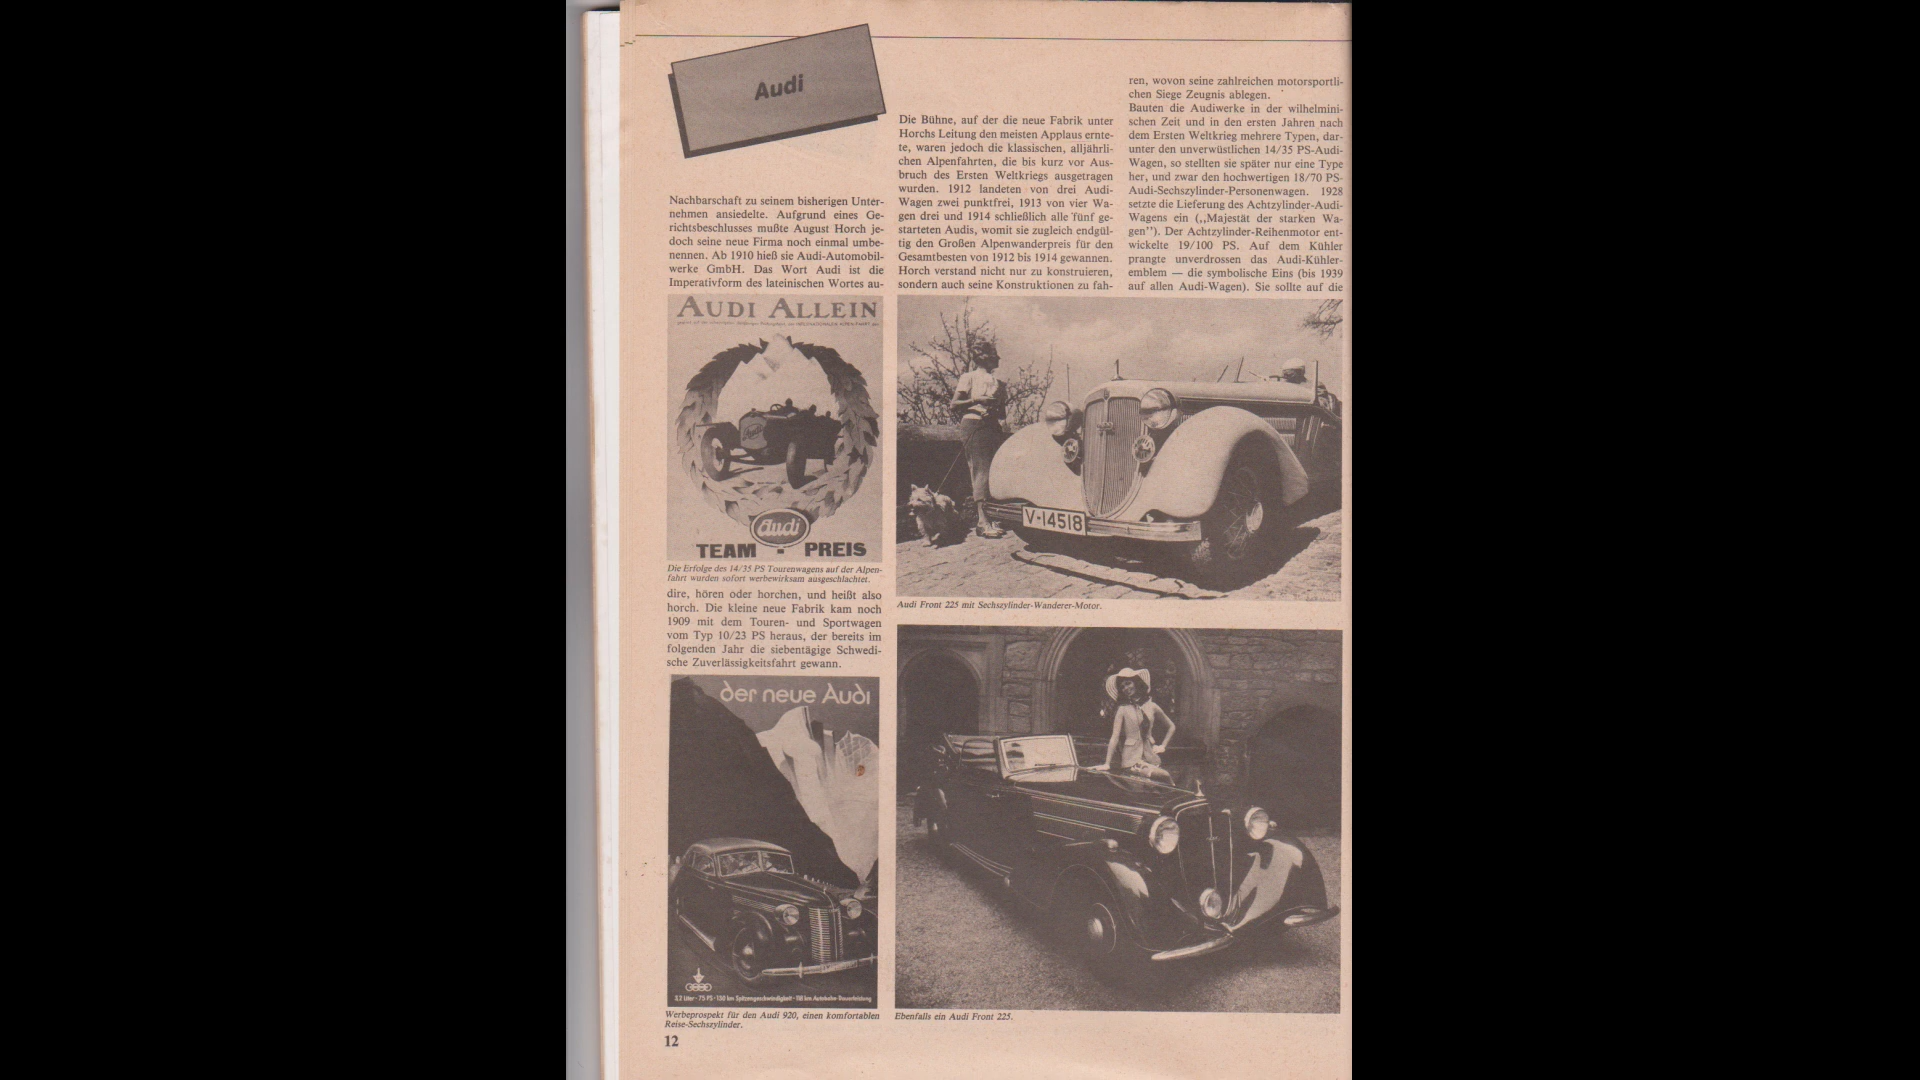 Audi
Nachbarschaft zu seinem bisherigen Unter-
nehmen ansiedelte. Aufgrund eines Ge-
richtsbeschlusses mußte August Horch je-
doch seine neue Firma noch einmal umbe-
nennen. Ab 1910 hieß sie Audi-Automobil-
werke GmbH. Das Wort Audi ist die
Imperativform des lateinischen Wortes au-
AUDI ALLEIN
Audi
TEAM - PREIS
Die Erfolge des 14/35 PS Tourenwagens auf der Alpen-
fahrt wurden sofort werbewirksam ausgeschlachtet.
dire, hören oder horchen, und heißt also
horch. Die kleine neue Fabrik kam noch
1909 mit dem Touren- und Sportwagen
vom Typ 10/23 PS heraus, der bereits im
folgenden Jahr die siebentägige Schwedi-
sche Zuverlässigkeitsfahrt gewann.
der neue Audi
3,2 Liter · 75 PS · 130 km Spitzengeschwindigkeit · 118 km Autobahn Dauerleistung
Werbeprospekt für den Audi 920, einen komfortablen
Reise-Sechszylinder.
12
Die Bühne, auf der die neue Fabrik unter
Horchs Leitung den meisten Applaus ernte-
te, waren jedoch die klassischen, alljährli-
chen Alpenfahrten, die bis kurz vor Aus-
bruch des Ersten Weltkriegs ausgetragen
wurden. 1912 landeten von drei Audi-
Wagen zwei punktfrei, 1913 von vier Wa-
gen drei und 1914 schließlich alle fünf ge-
starteten Audis, womit sie zugleich endgül-
tig den Großen Alpenwanderpreis für den
Gesamtbesten von 1912 bis 1914 gewannen.
Horch verstand nicht nur zu konstruieren,
sondern auch seine Konstruktionen zu fah-
ren, wovon seine zahlreichen motorsportli-
chen Siege Zeugnis ablegen.
Bauten die Audiwerke in der wilhelmini-
schen Zeit und in den ersten Jahren nach
dem Ersten Weltkrieg mehrere Typen, dar-
unter den unverwüstlichen 14/35 PS-Audi-
Wagen, so stellten sie später nur eine Type
her, und zwar den hochwertigen 18/70 PS-
Audi-Sechszylinder-Personenwagen. 1928
setzte die Lieferung des Achtzylinder-Audi-
Wagens ein (,,Majestät der starken Wa-
gen''). Der Achtzylinder-Reihenmotor ent-
wickelte 19/100 PS. Auf dem Kühler
prangte unverdrossen das Audi-Kühler-
emblem — die symbolische Eins (bis 1939
auf allen Audi-Wagen). Sie sollte auf die
V-14518
Audi Front 225 mit Sechszylinder-Wanderer-Motor.
Ebenfalls ein Audi Front 225.